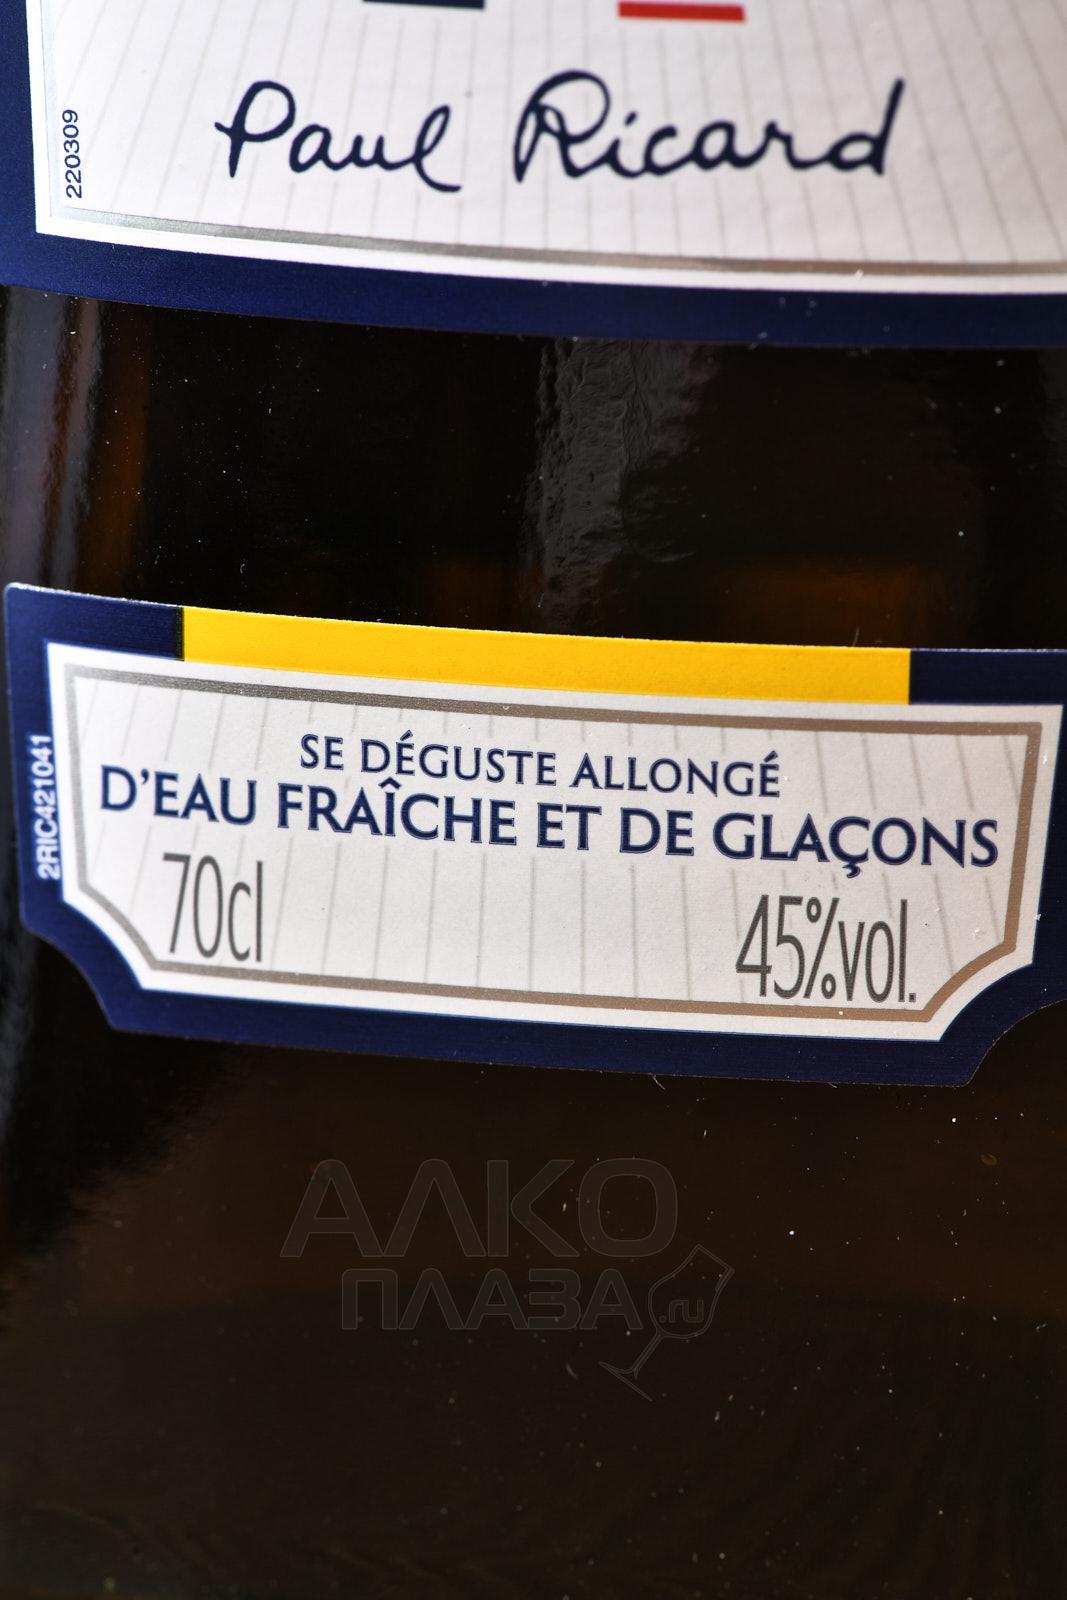 Paul Ricard
220309
SE DÉGUSTE ALLONGÉ
D'EAU FRAÎCHE ET DE GLAÇONS
70cl
45%vol.
2RIC421041
АЛКО
ПЛАЗА.ru